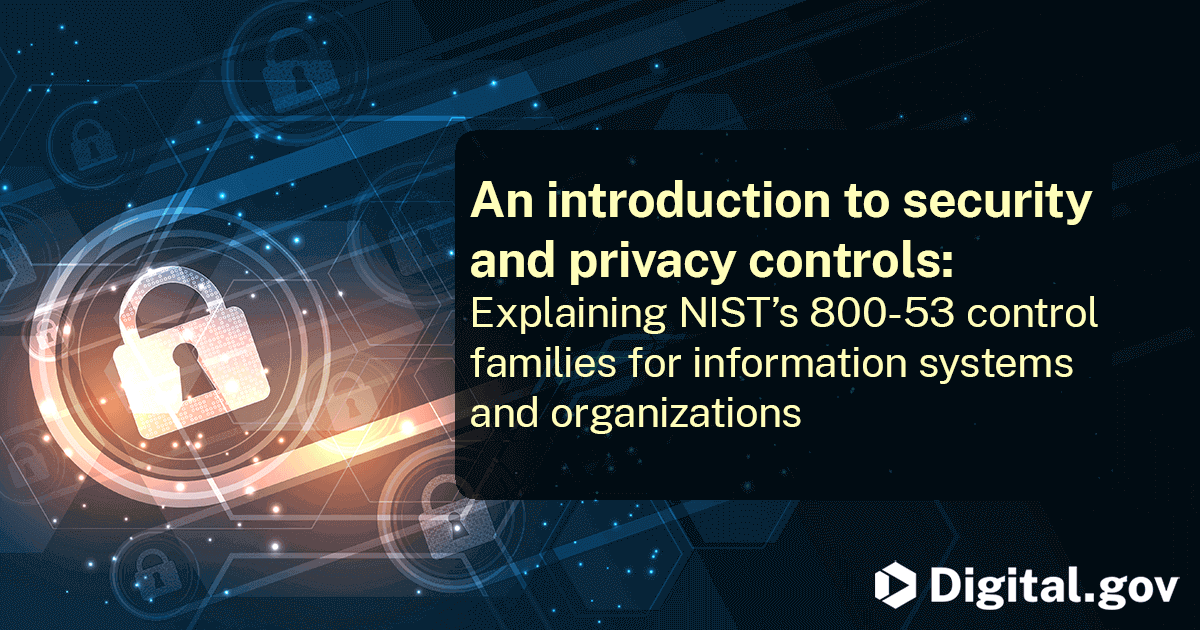 An introduction to security
and privacy controls:
Explaining NIST’s 800-53 control
families for information systems
and organizations
Digital.gov